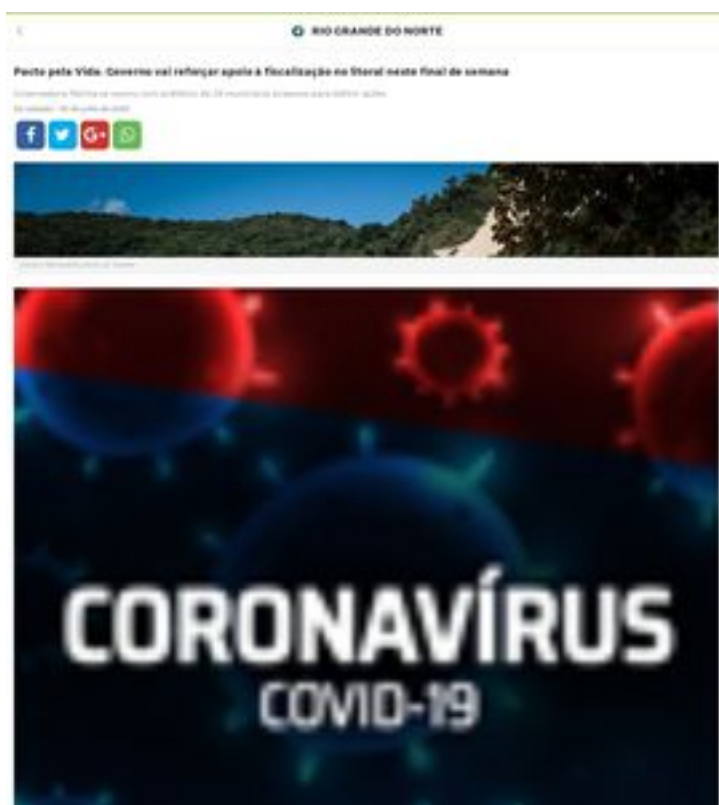 RIO GRANDE DO NORTE
Pacto pela Vida: Governo vai reforçar apoio à fiscalização no litoral neste final de semana
f G+
CORONAVÍRUS
COVID-19